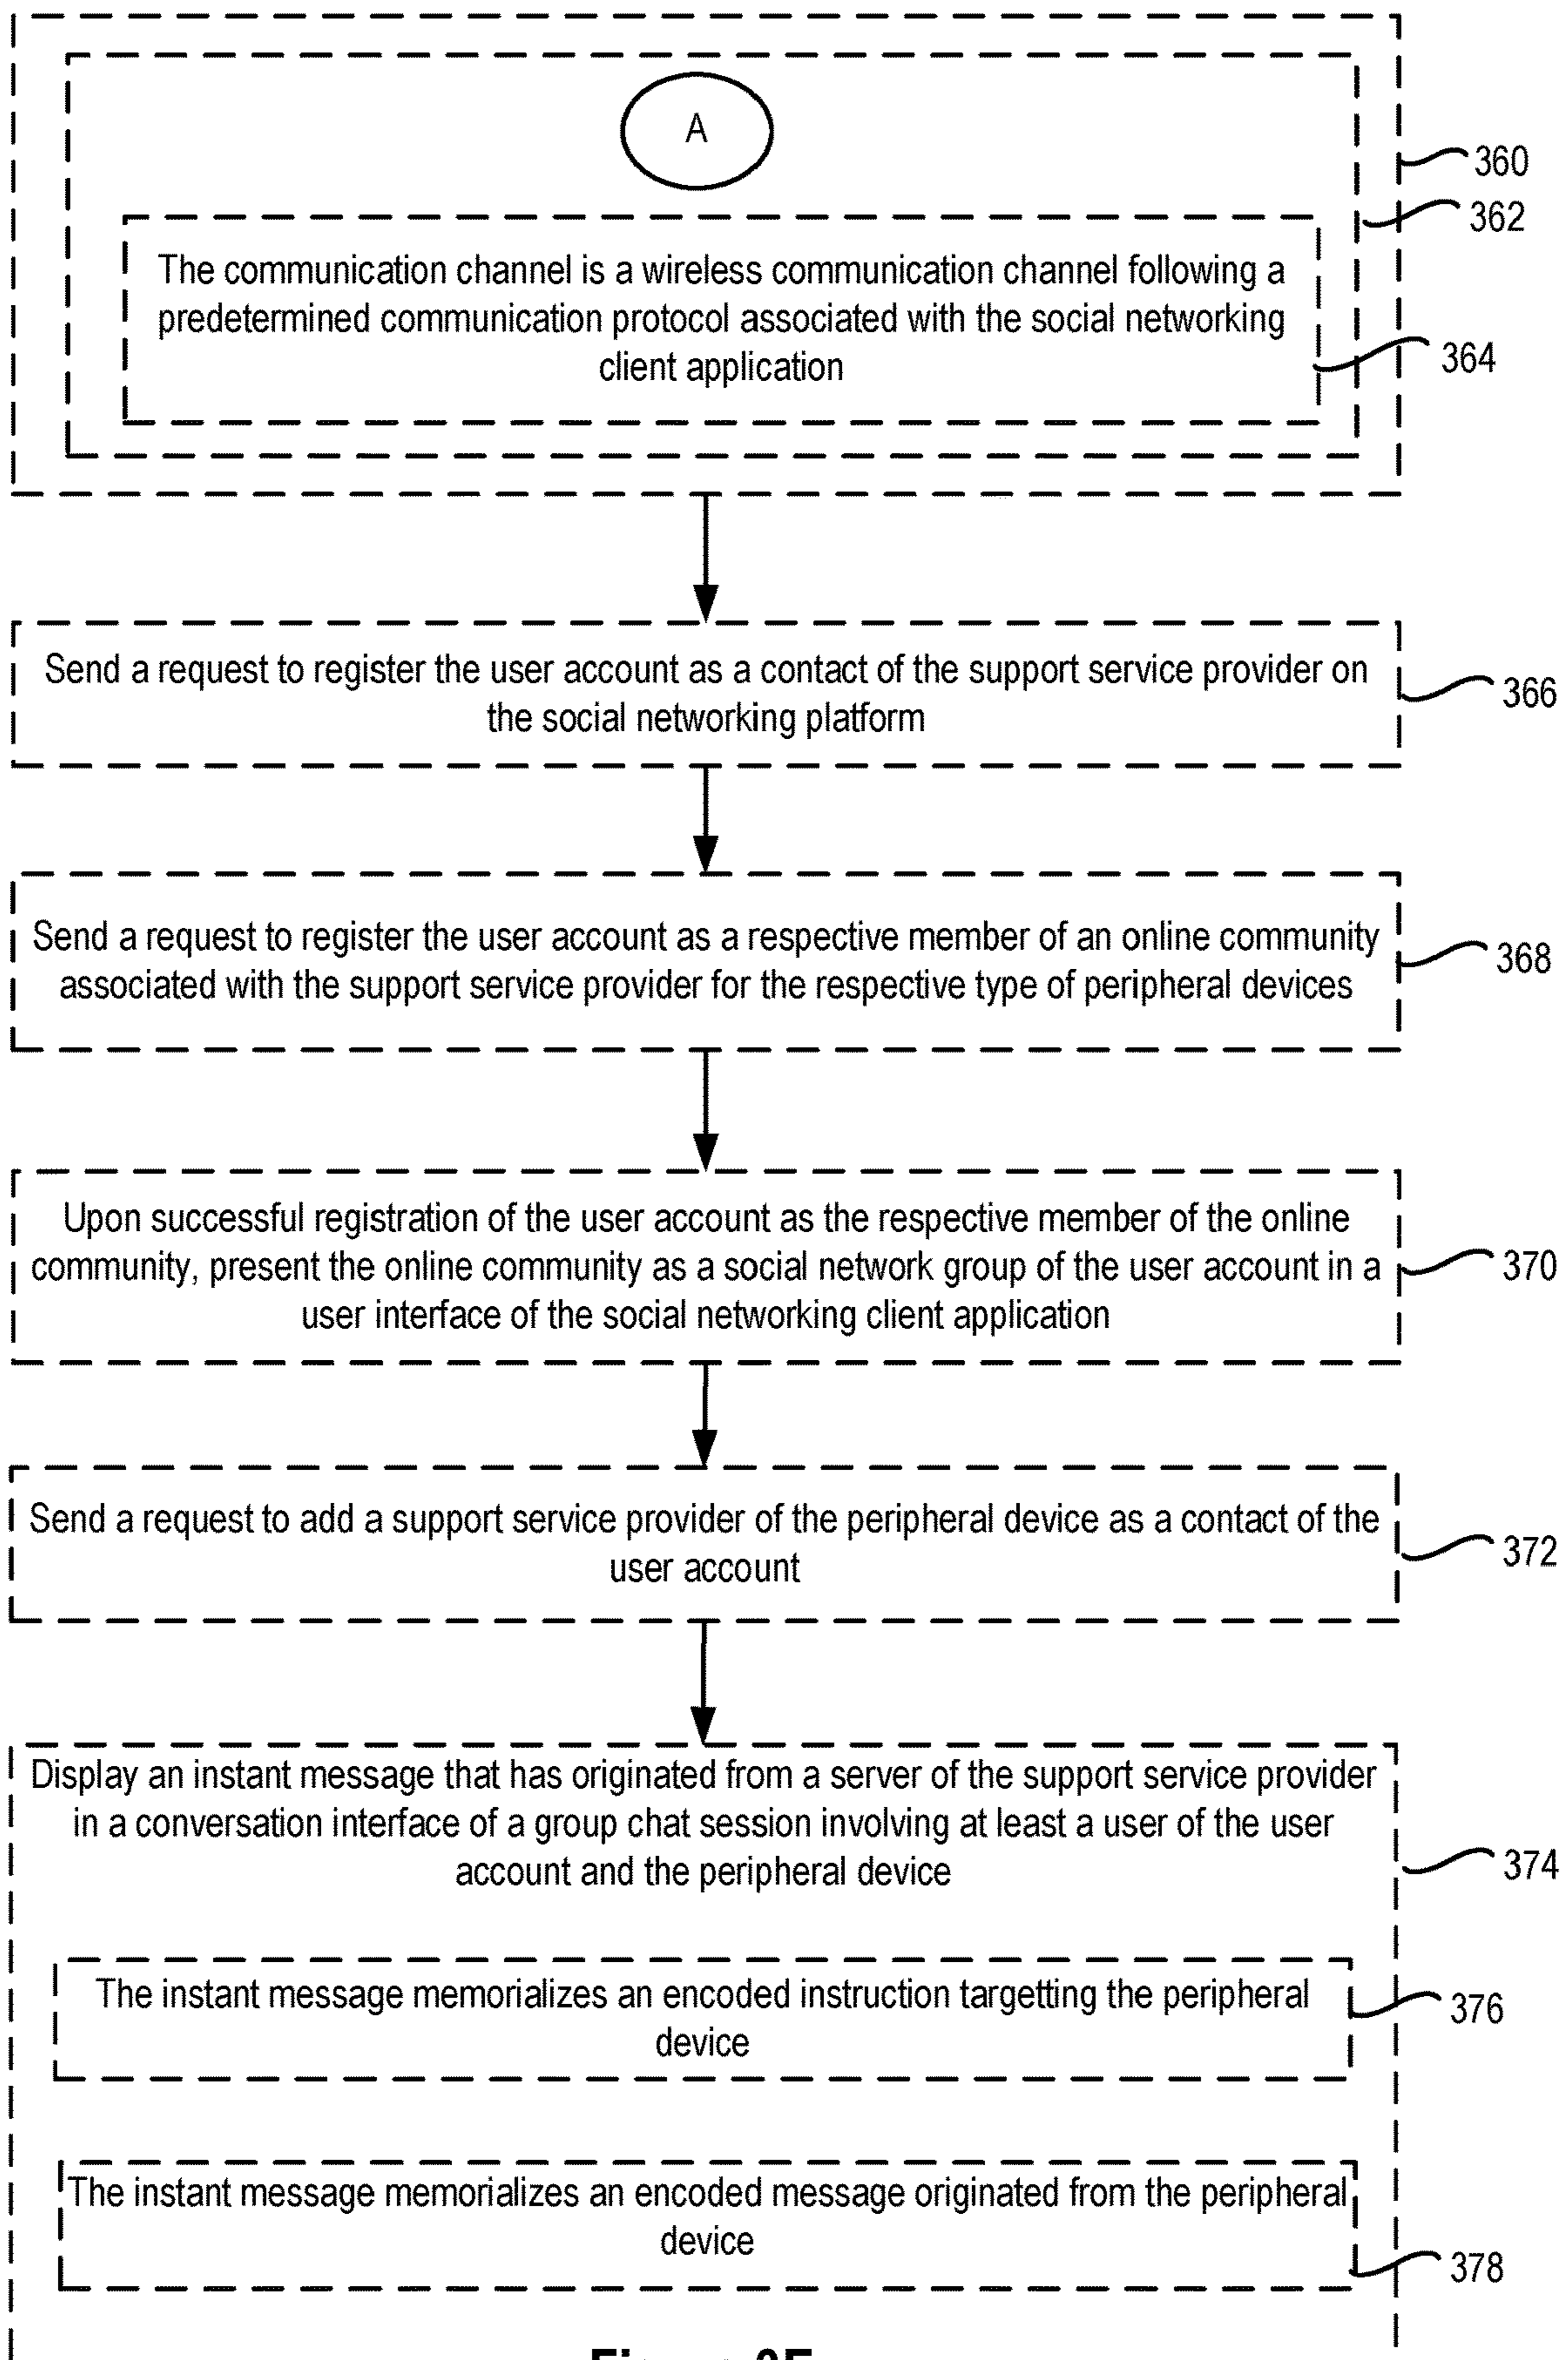 A
360
362
The communication channel is a wireless communication channel following a
predetermined communication protocol associated with the social networking
client application
364
Send a request to register the user account as a contact of the support service provider on
the social networking platform
366
Send a request to register the user account as a respective member of an online community
associated with the support service provider for the respective type of peripheral devices
368
Upon successful registration of the user account as the respective member of the online
community, present the online community as a social network group of the user account in a
user interface of the social networking client application
370
Send a request to add a support service provider of the peripheral device as a contact of the
user account
372
Display an instant message that has originated from a server of the support service provider
in a conversation interface of a group chat session involving at least a user of the user
account and the peripheral device
374
The instant message memorializes an encoded instruction targetting the peripheral
device
376
The instant message memorializes an encoded message originated from the peripheral
device
378